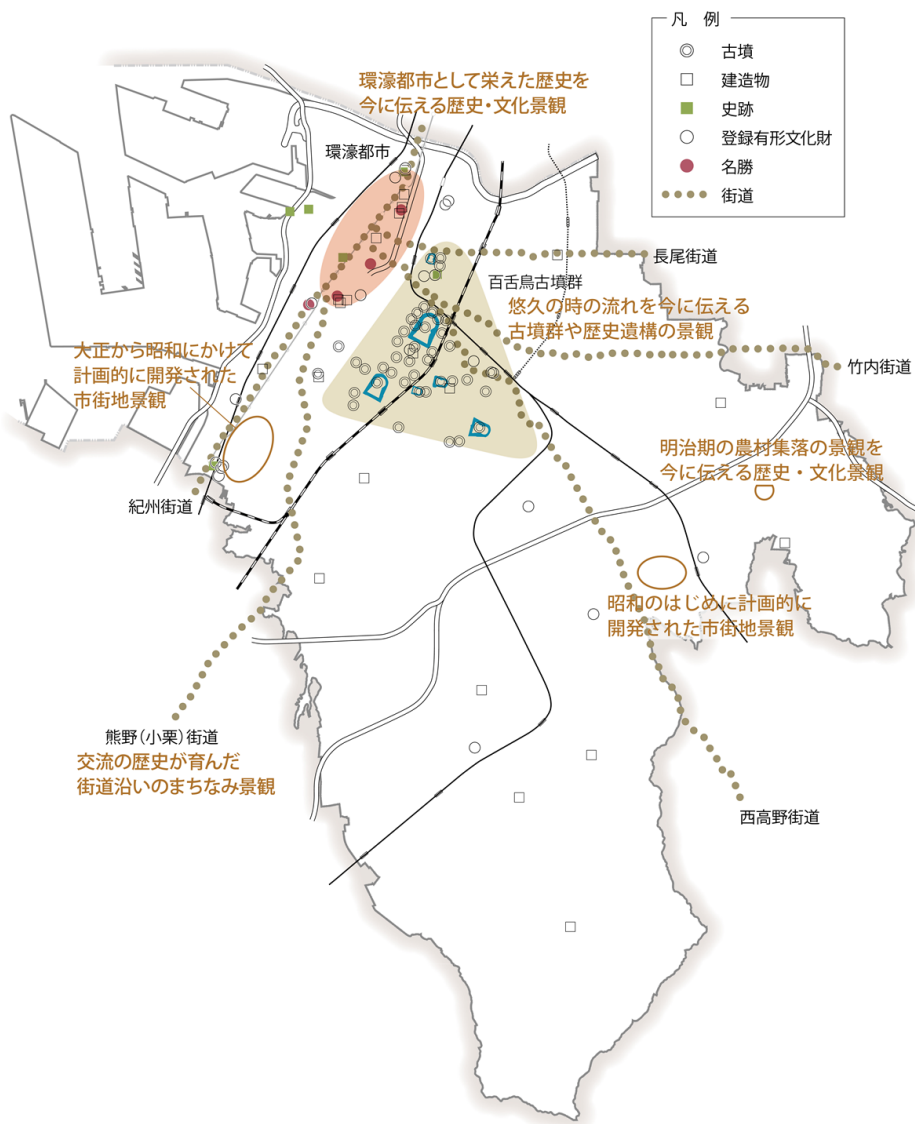 凡 例
古墳
建造物
史跡
登録有形文化財
名勝
街道
環濠都市として栄えた歴史を
今に伝える歴史・文化景観
環濠都市
長尾街道
百舌鳥古墳群
悠久の時の流れを今に伝える
古墳群や歴史遺構の景観
大正から昭和にかけて
計画的に開発された
市街地景観
竹内街道
明治期の農村集落の景観を
今に伝える歴史・文化景観
紀州街道
昭和のはじめに計画的に
開発された市街地景観
熊野(小栗)街道
交流の歴史が育んだ
街道沿いのまちなみ景観
西高野街道